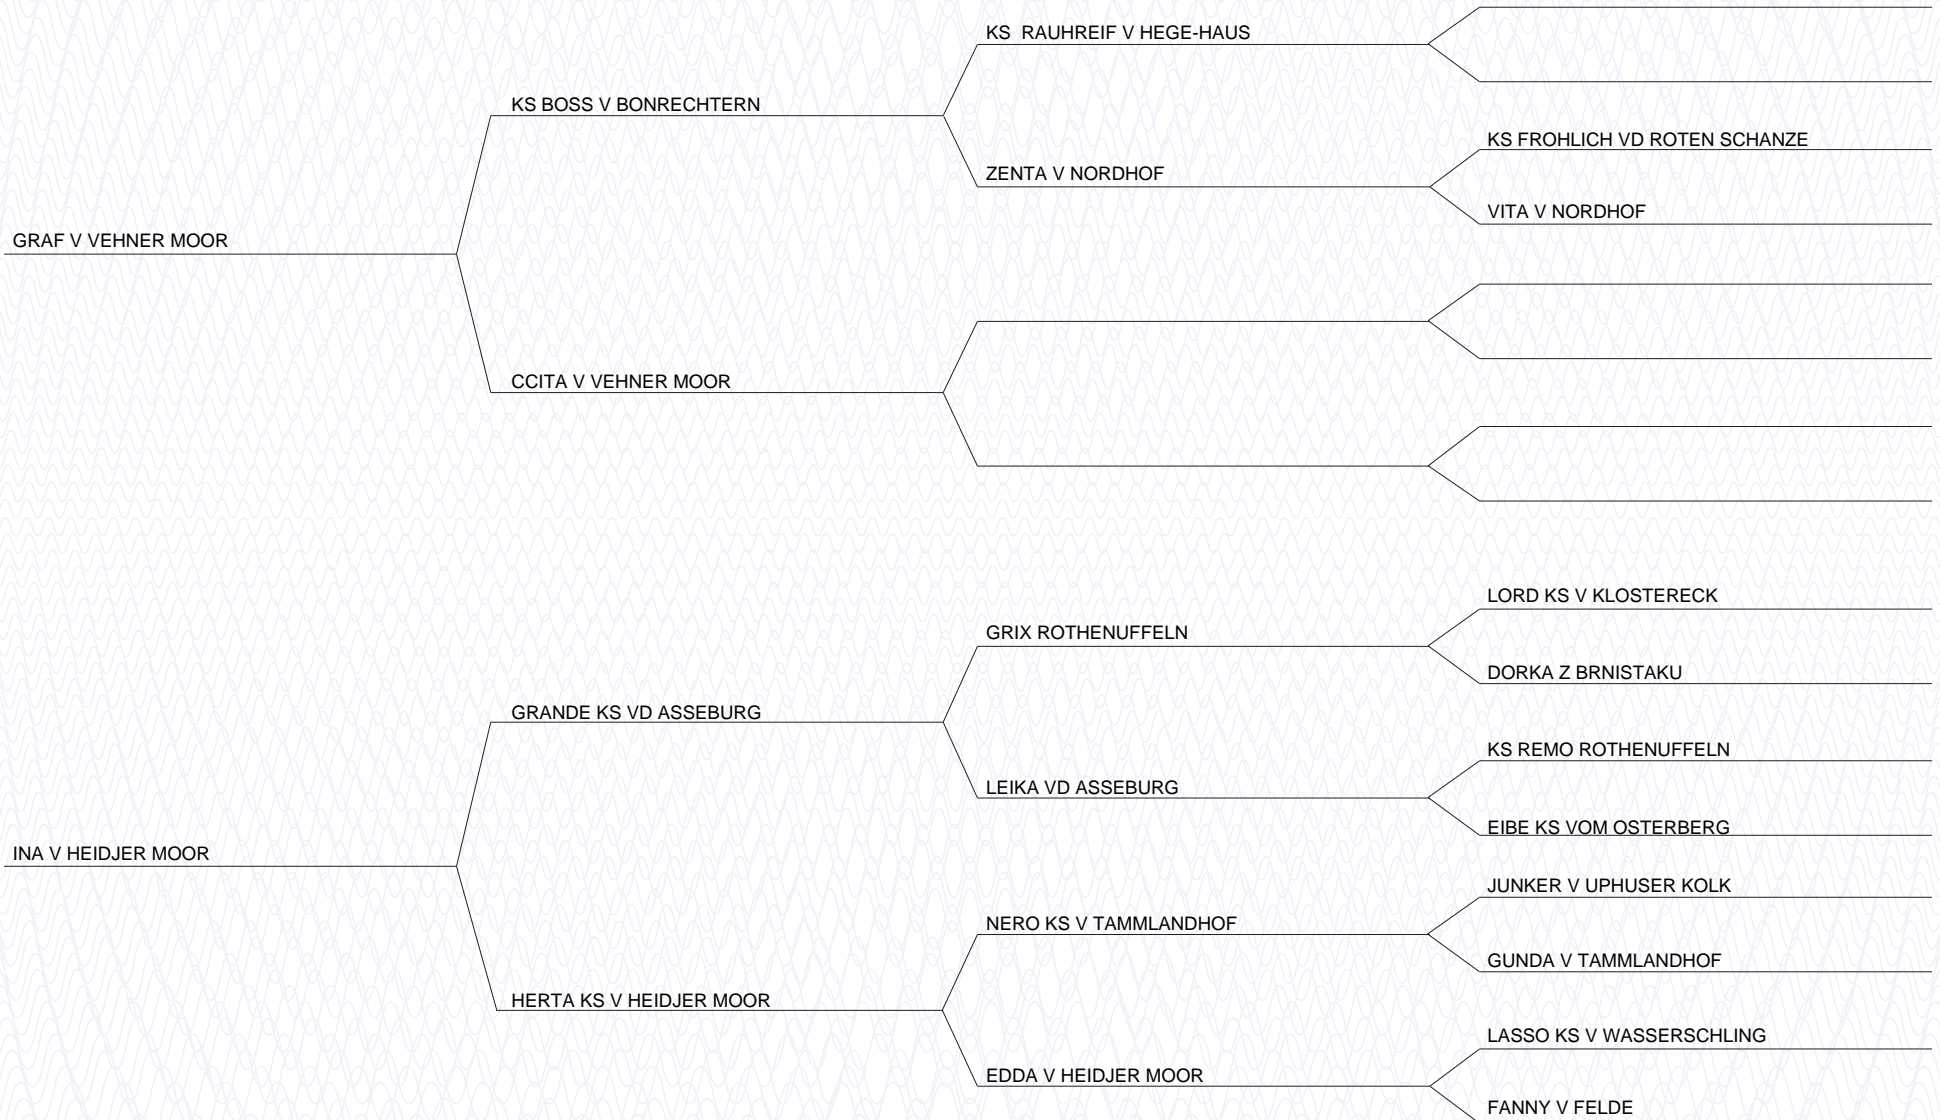 KS RAUHREIF V HEGE-HAUS
KS BOSS V BONRECHTERN
KS FROHLICH VD ROTEN SCHANZE
ZENTA V NORDHOF
VITA V NORDHOF
GRAF V VEHNER MOOR
CCITA V VEHNER MOOR
LORD KS V KLOSTERECK
GRIX ROTHENUFFELN
DORKA Z BRNISTAKU
GRANDE KS VD ASSEBURG
KS REMO ROTHENUFFELN
LEIKA VD ASSEBURG
EIBE KS VOM OSTERBERG
INA V HEIDJER MOOR
JUNKER V UPHUSER KOLK
NERO KS V TAMMLANDHOF
GUNDA V TAMMLANDHOF
HERTA KS V HEIDJER MOOR
LASSO KS V WASSERSCHLING
EDDA V HEIDJER MOOR
FANNY V FELDE